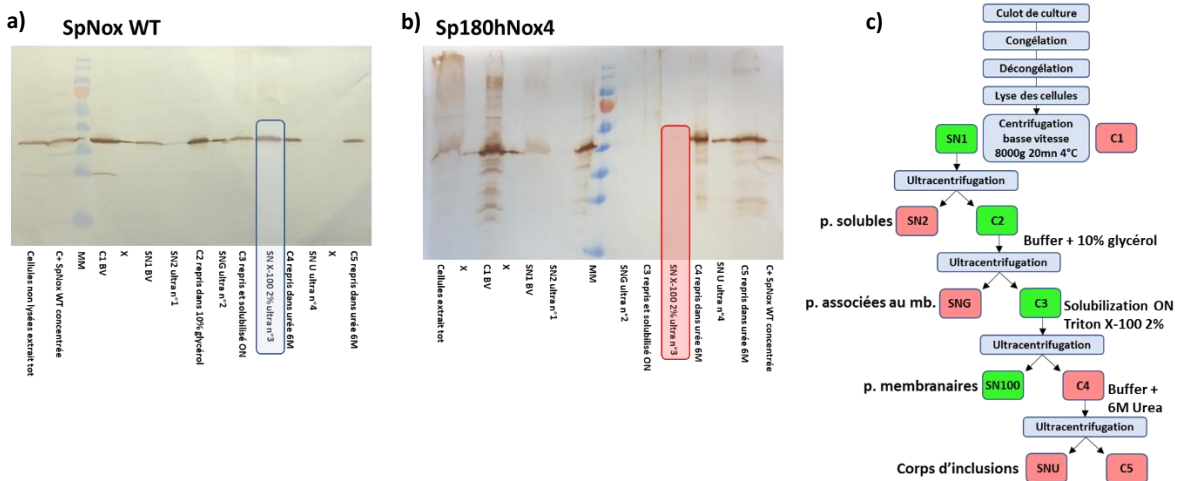 a)
SpNox WT
Cellules non lysées extrait tot
C+ SpNox WT concentrée
MM
C1 BV
X
SN1 BV
SN2 ultra n°1
C2 repris dans 10% glycérol
SNG ultra n°2
C3 repris et solubilisé ON
SN X-100 2% ultra n°3
C4 repris dans urée 6M
SN U ultra n°4
X
C5 repris dans urée 6M
b)
Sp180hNox4
Cellules extrait tot
X
C1 BV
X
SN1 BV
SN2 ultra n°1
MM
SNG ultra n°2
C3 repris et solubilisé ON
SN X-100 2% ultra n°3
C4 repris dans urée 6M
SN U ultra n°4
C5 repris dans urée 6M
C+ SpNox WT concentrée
c)
Culot de culture
Congélation
Décongélation
Lyse des cellules
SN1
Centrifugation
basse vitesse
8000g 20mn 4°C
C1
Ultracentrifugation
p. solubles
SN2
C2
Buffer + 10% glycérol
Ultracentrifugation
p. associées au mb.
SNG
C3
Solubilization ON
Triton X-100 2%
Ultracentrifugation
p. membranaires
SN100
C4
Buffer +
6M Urea
Ultracentrifugation
Corps d'inclusions
SNU
C5